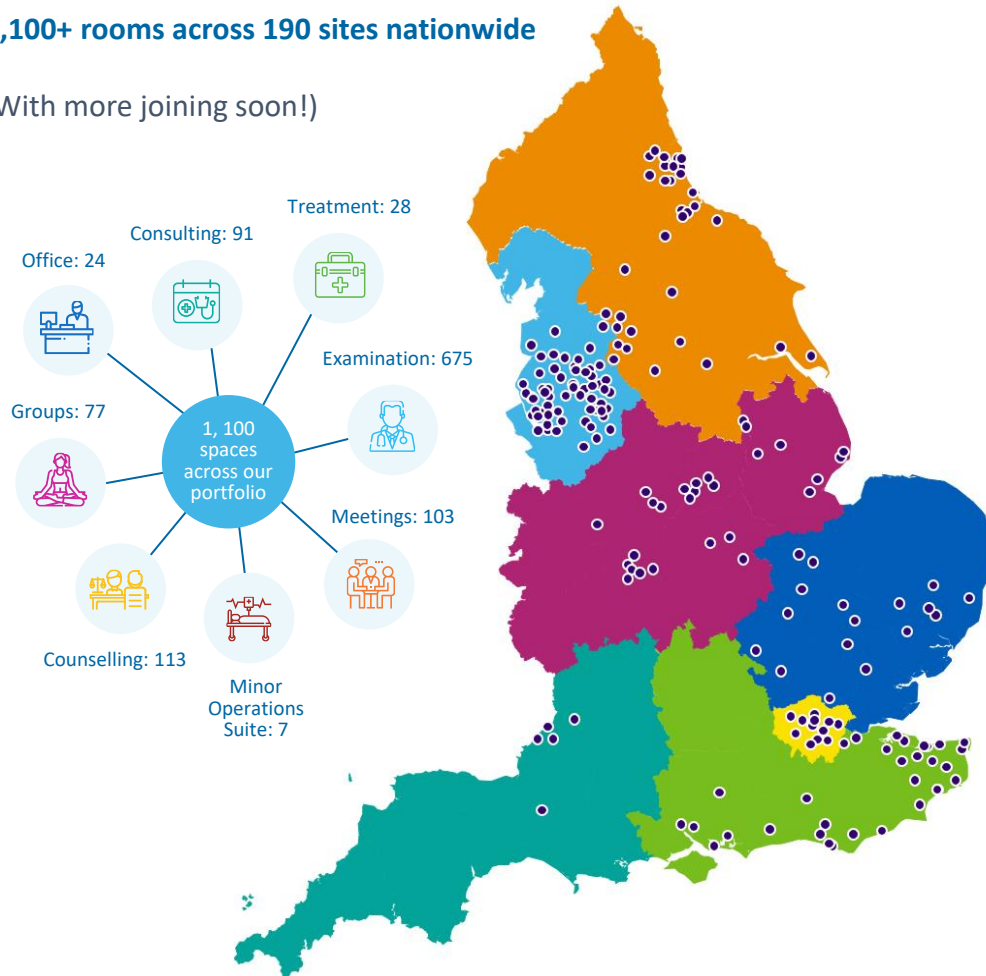 ,100+ rooms across 190 sites nationwide
With more joining soon!)
Treatment: 28
Consulting: 91
Office: 24
Examination: 675
Groups: 77
1, 100
spaces
across our
portfolio
Meetings: 103
Counselling: 113
Minor
Operations
Suite: 7